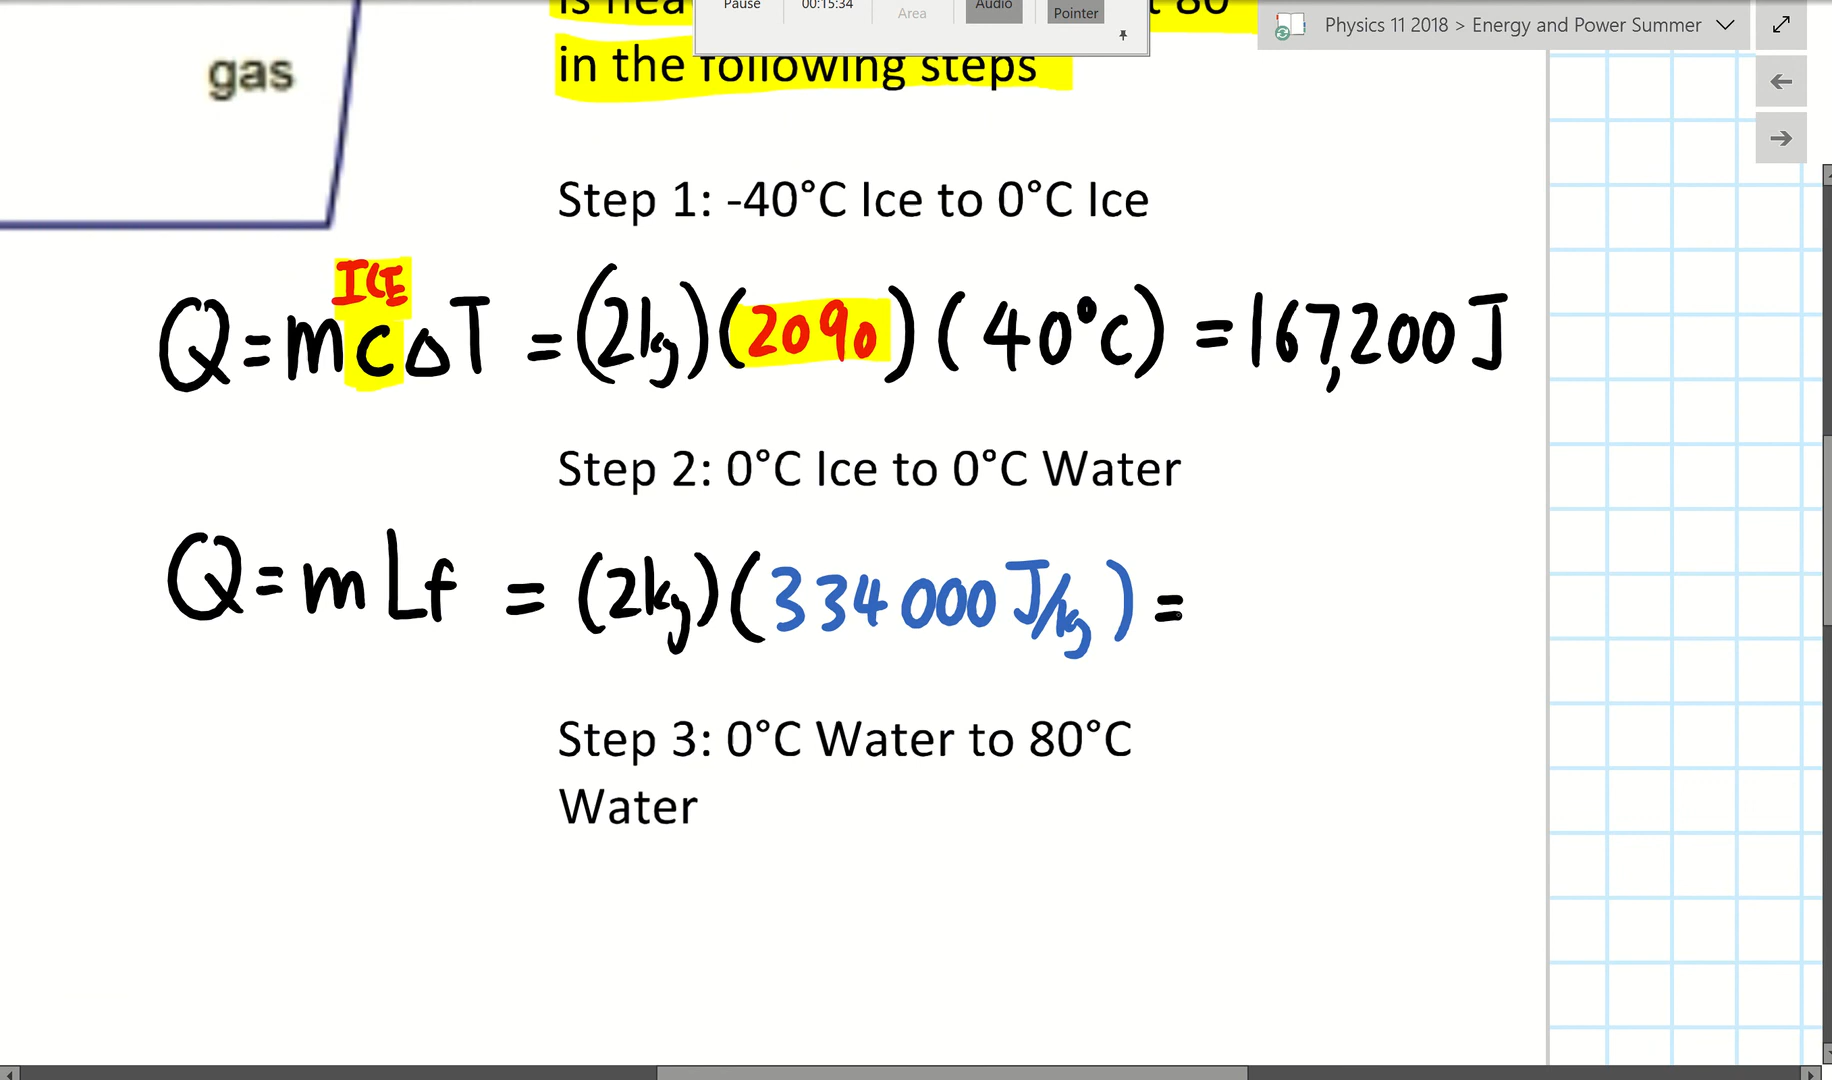 Pause 00:15:34 Area Audio Pointer
Physics 11 2018 > Energy and Power Summer
80
in the following steps
gas
Step 1: -40°C Ice to 0°C Ice
ICE
Q = mcΔT = (2kg)(2090)(40°C) = 167,200 J
Step 2: 0°C Ice to 0°C Water
Q = mLf = (2kg)(334 000 J/kg) =
Step 3: 0°C Water to 80°C
Water